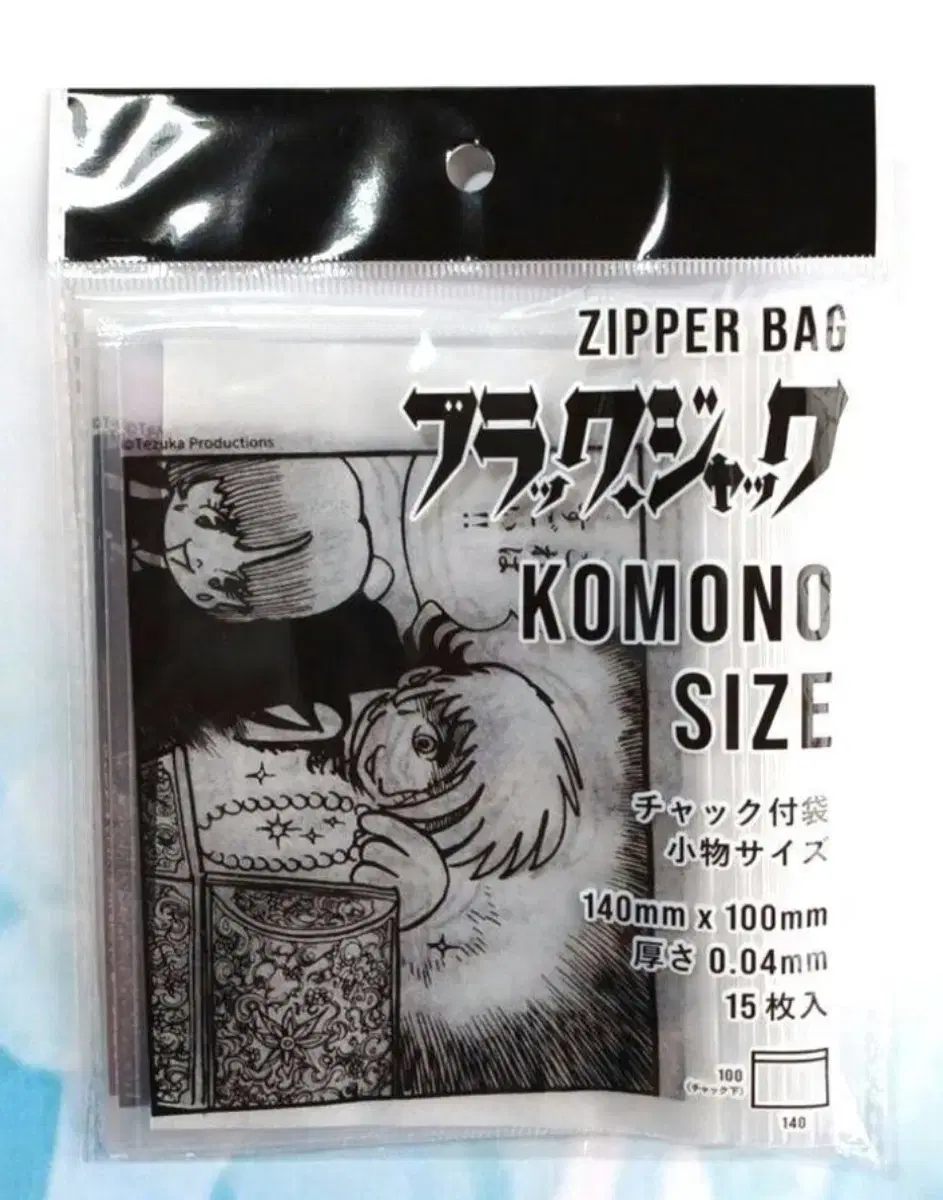 ZIPPER BAG
ブラック・ジャック
KOMONO
SIZE
チャック付袋
小物サイズ
140mm x 100mm
厚さ 0.04mm
15枚入
100
(チャック下)
140
©Tezuka Productions